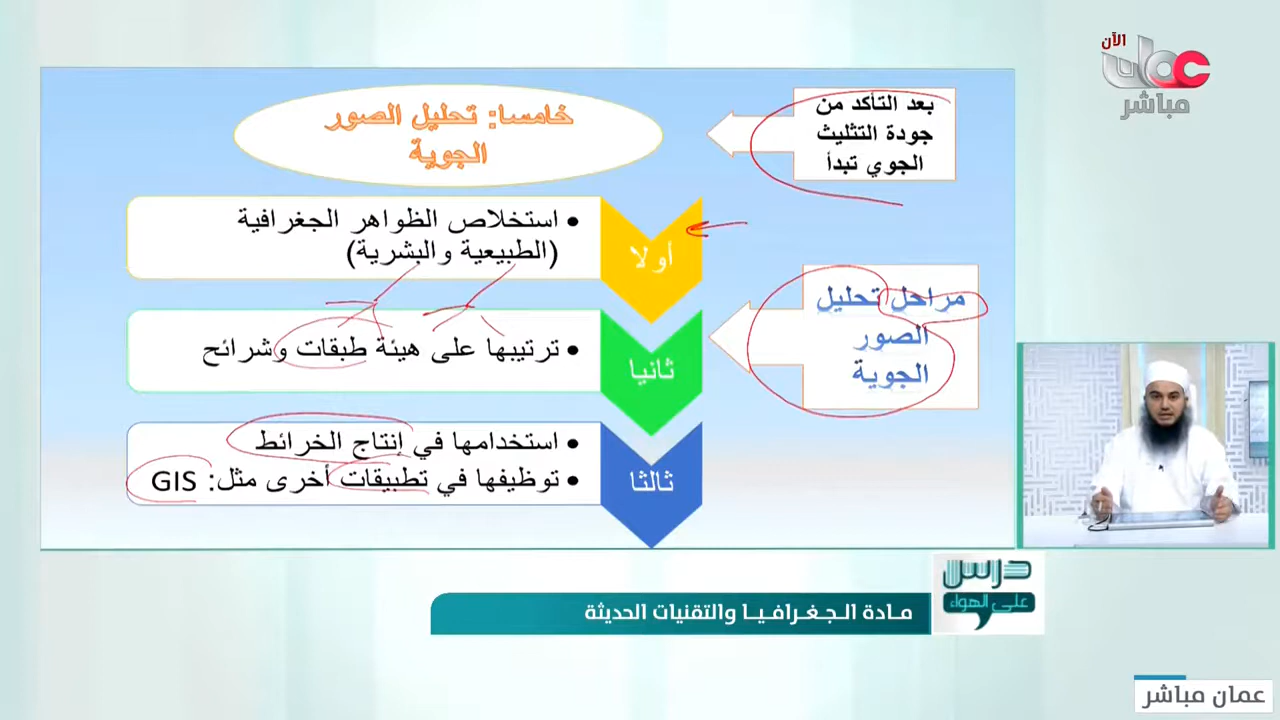 الآن
عمان
مباشر
بعد التأكد من
جودة التثليث
الجوي تبدأ
خامسا: تحليل الصور
الجوية
أولا
• استخلاص الظواهر الجغرافية
(الطبيعية والبشرية)
مراحل تحليل
الصور
الجوية
ثانيا
• ترتيبها على هيئة طبقات وشرائح
ثالثا
• استخدامها في إنتاج الخرائط
• توظيفها في تطبيقات أخرى مثل: GIS
درس
على الهواء
مادة الجغرافيا والتقنيات الحديثة
عمان مباشر